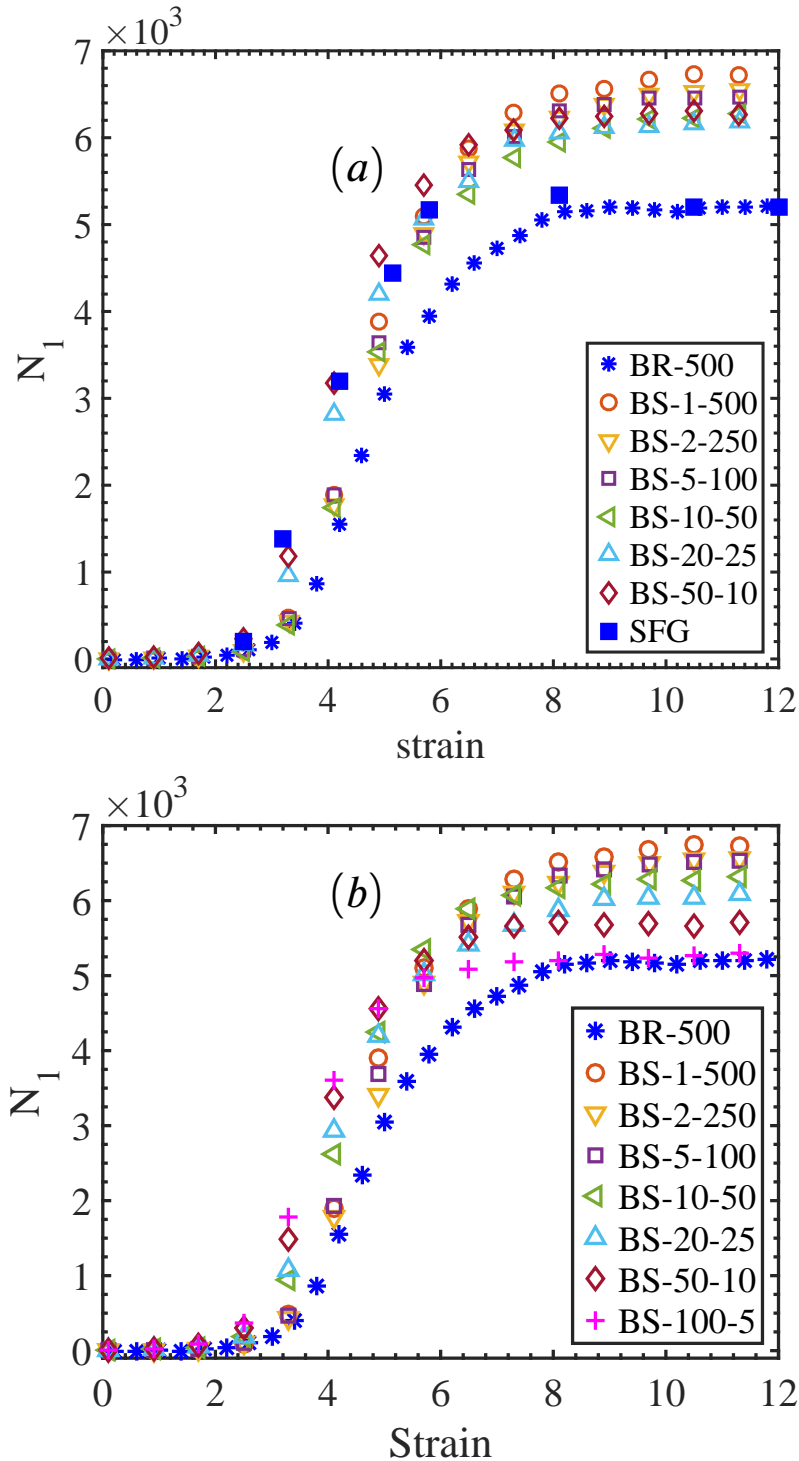 ×10³
7
6
5
4
3
2
1
0
N₁
(a)
BR-500
BS-1-500
BS-2-250
BS-5-100
BS-10-50
BS-20-25
BS-50-10
SFG
0 2 4 6 8 10 12
strain
×10³
7
6
5
4
3
2
1
0
N₁
(b)
BR-500
BS-1-500
BS-2-250
BS-5-100
BS-10-50
BS-20-25
BS-50-10
BS-100-5
0 2 4 6 8 10 12
Strain